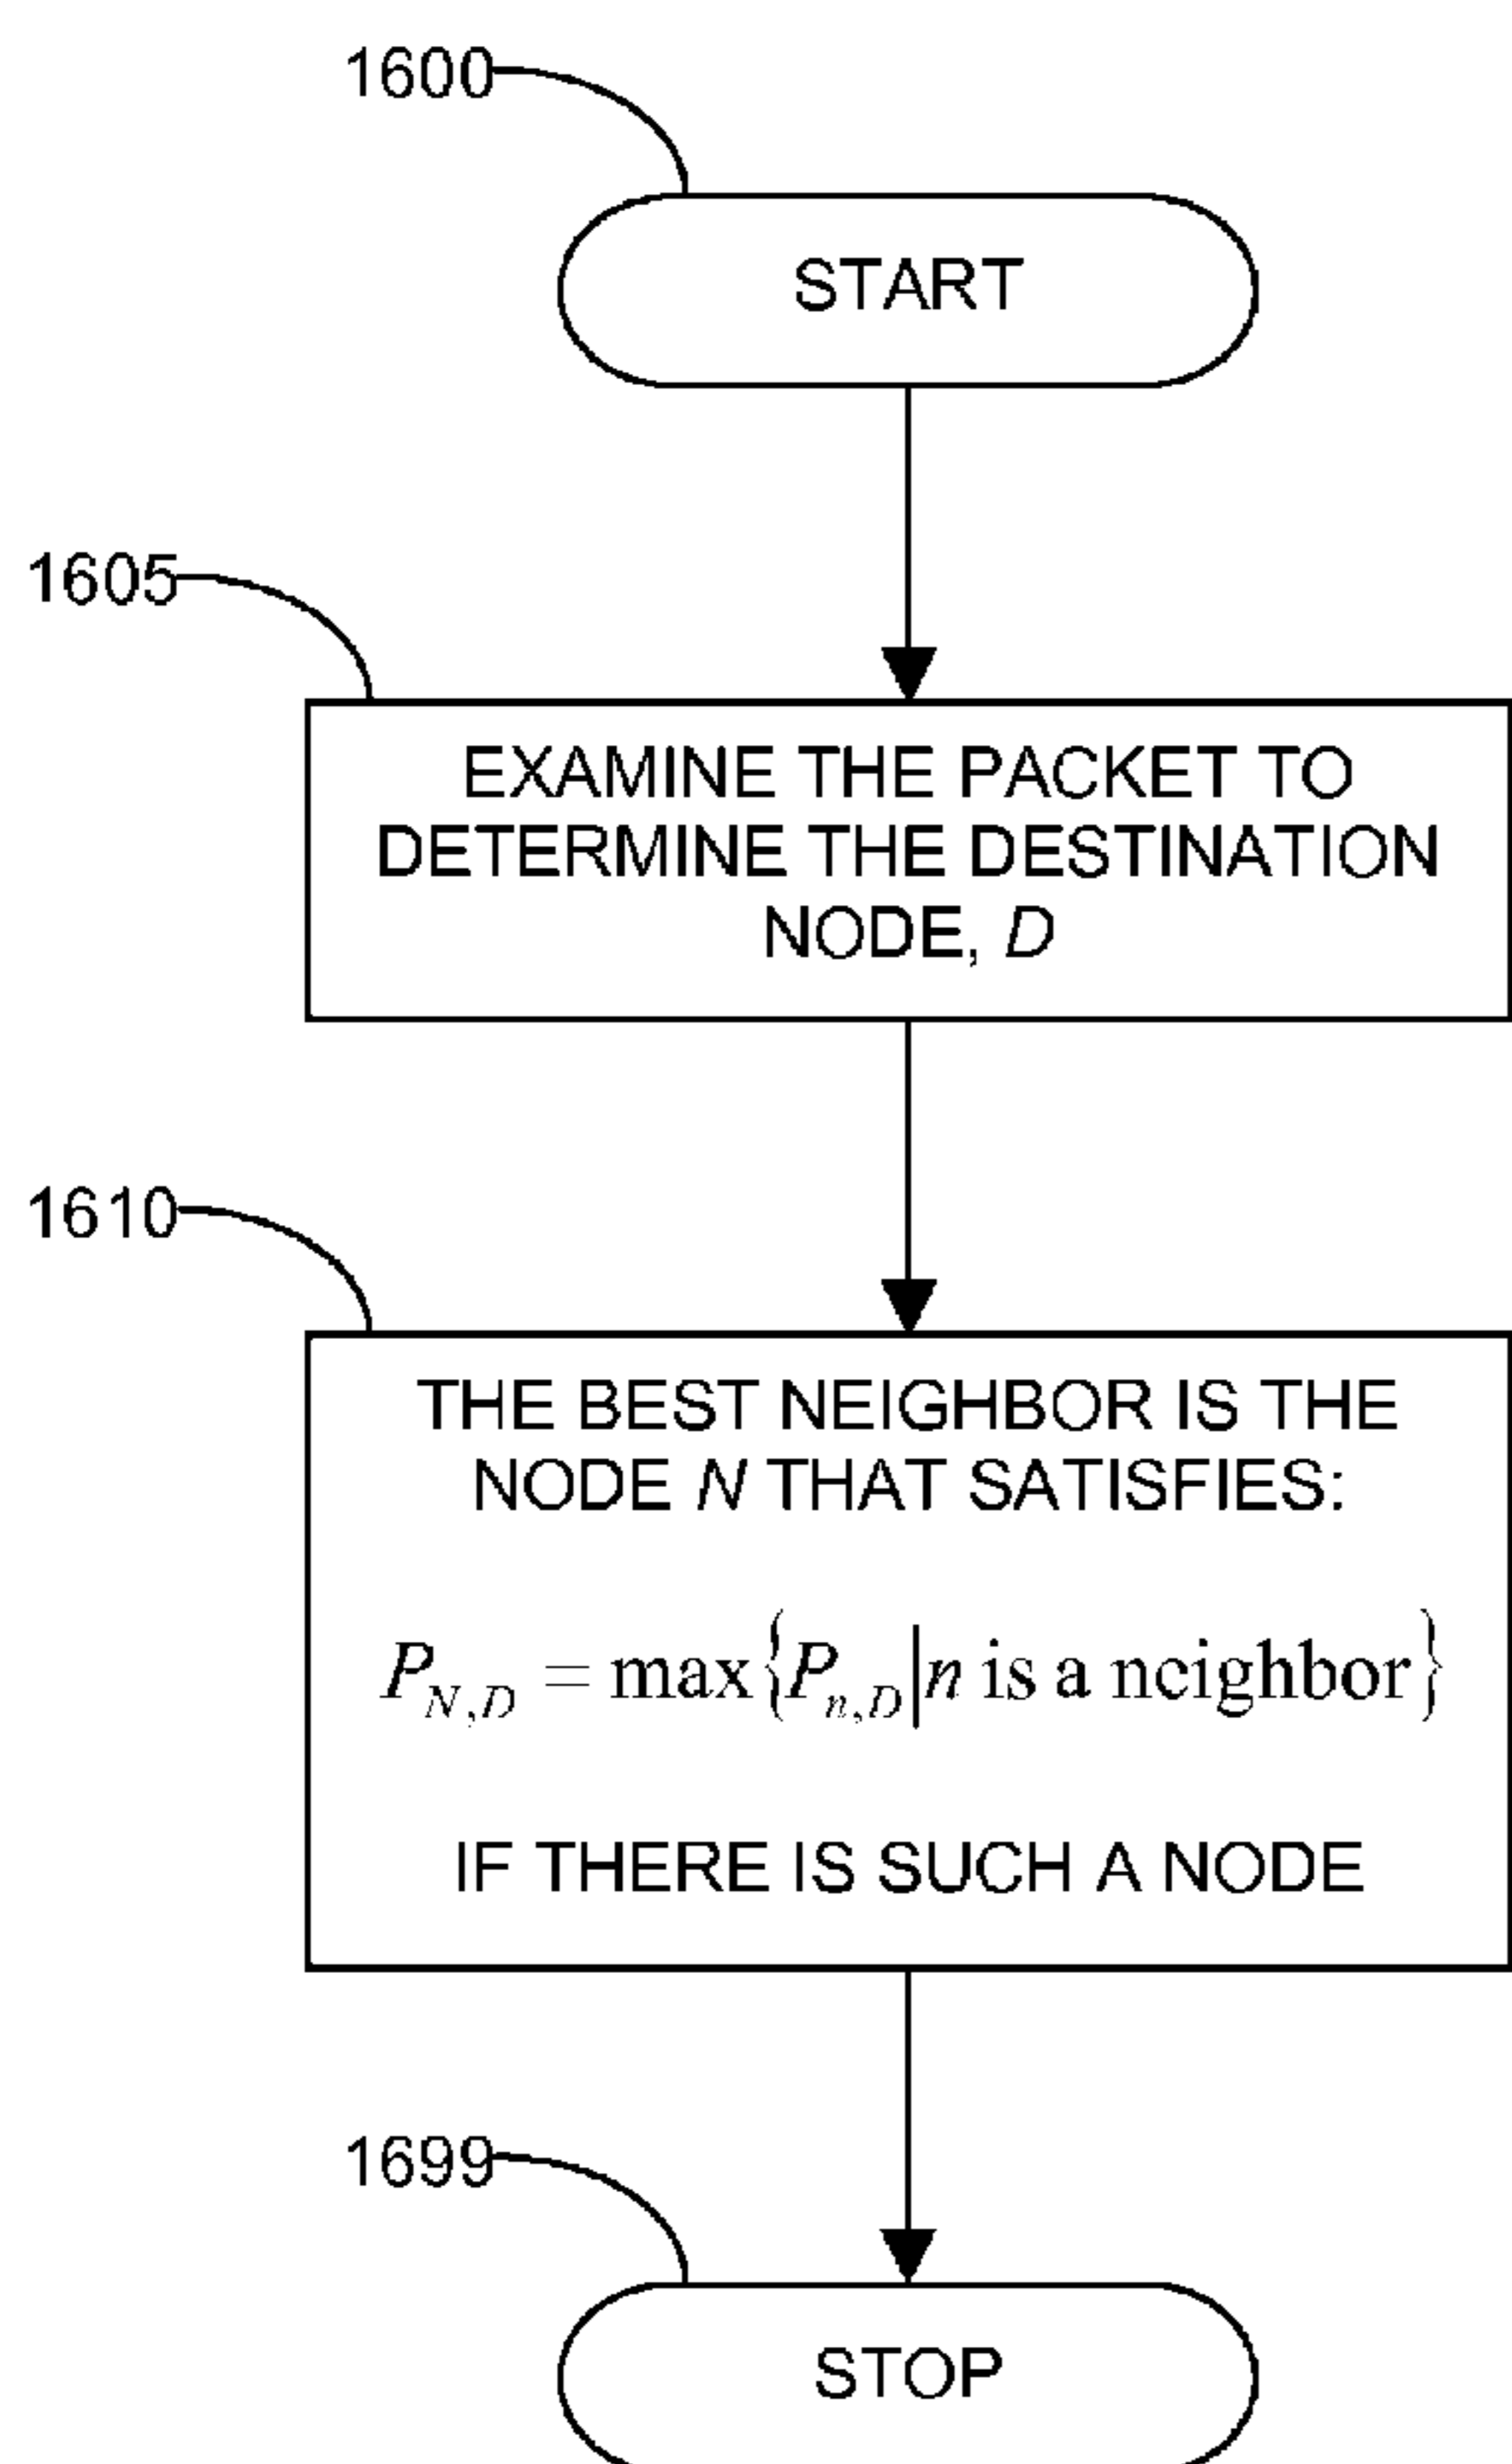 1600
START
1605
EXAMINE THE PACKET TO
DETERMINE THE DESTINATION
NODE, D
1610
THE BEST NEIGHBOR IS THE
NODE N THAT SATISFIES:
P_{N,D} = max{P_{n,D}|n is a neighbor}
IF THERE IS SUCH A NODE
1699
STOP